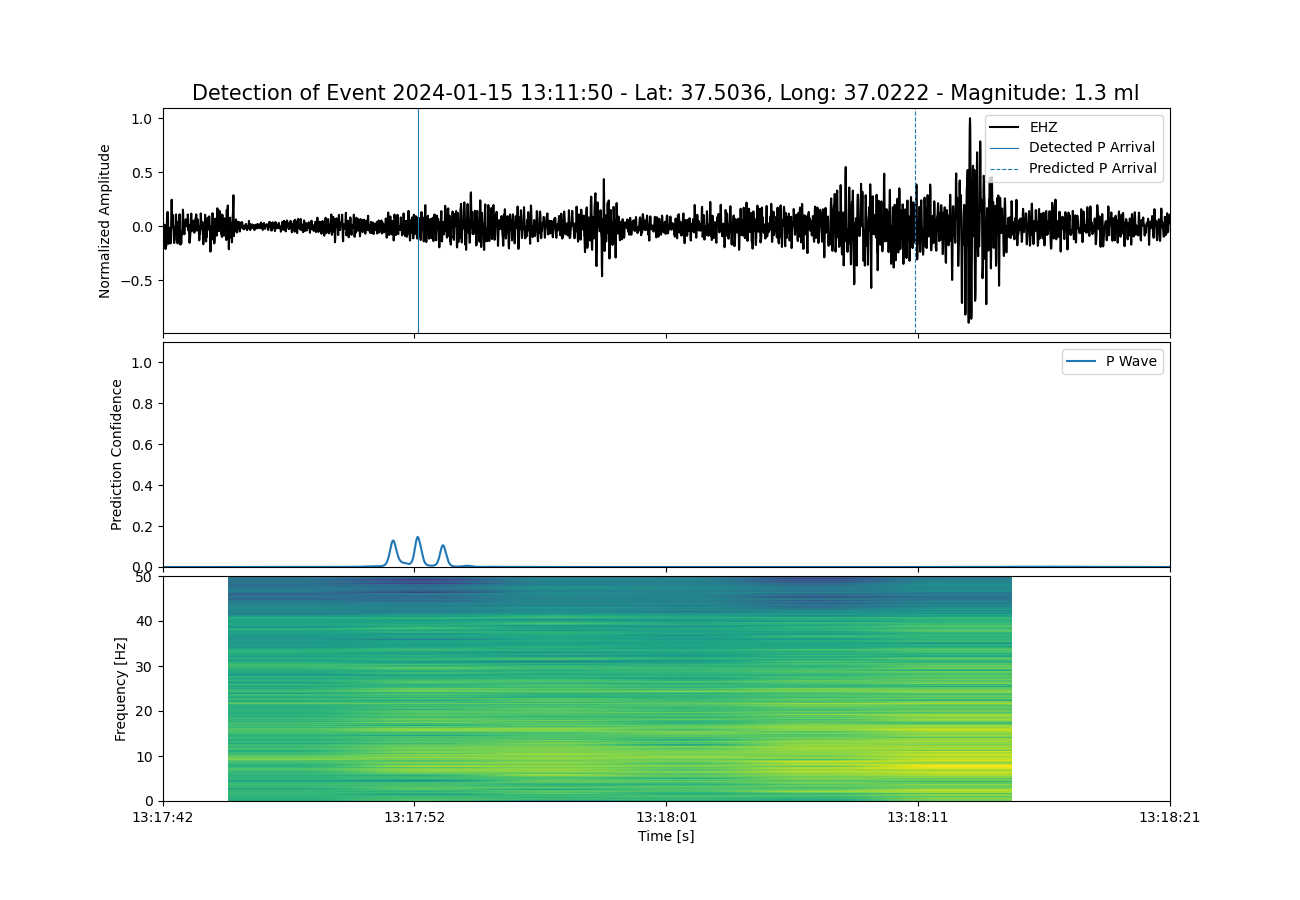 Detection of Event 2024-01-15 13:11:50 - Lat: 37.5036, Long: 37.0222 - Magnitude: 1.3 ml
Normalized Amplitude
1.0
0.5
0.0
−0.5
EHZ
Detected P Arrival
Predicted P Arrival
Prediction Confidence
1.0
0.8
0.6
0.4
0.2
0.0
P Wave
Frequency [Hz]
50
40
30
20
10
0
13:17:42 13:17:52 13:18:01 13:18:11 13:18:21
Time [s]